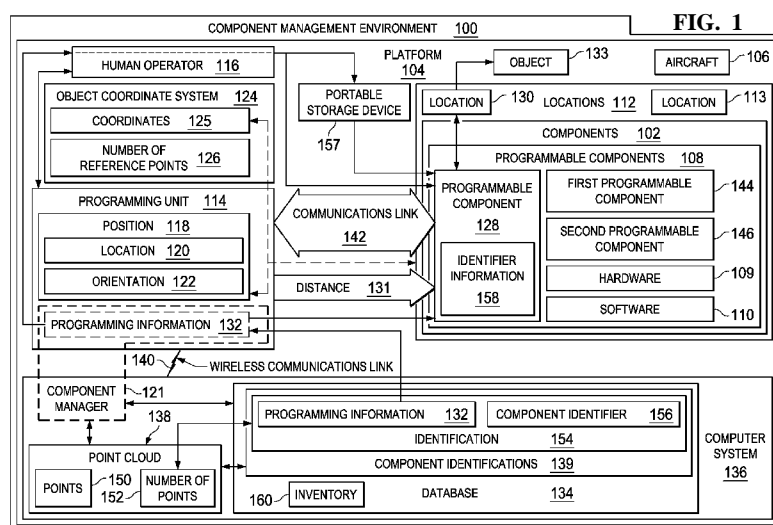 FIG. 1
COMPONENT MANAGEMENT ENVIRONMENT 100
HUMAN OPERATOR 116
PLATFORM
104
OBJECT 133
AIRCRAFT 106
OBJECT COORDINATE SYSTEM 124
COORDINATES 125
NUMBER OF
REFERENCE POINTS 126
PORTABLE
STORAGE DEVICE
157
LOCATION 130
LOCATIONS 112
LOCATION 113
COMPONENTS 102
PROGRAMMABLE COMPONENTS 108
PROGRAMMING UNIT 114
POSITION 118
LOCATION 120
ORIENTATION 122
COMMUNICATIONS LINK
142
PROGRAMMABLE
COMPONENT
128
IDENTIFIER
INFORMATION
158
FIRST PROGRAMMABLE
COMPONENT 144
SECOND PROGRAMMABLE
COMPONENT 146
HARDWARE 109
SOFTWARE 110
DISTANCE 131
PROGRAMMING INFORMATION 132
140 WIRELESS COMMUNICATIONS LINK
COMPONENT
MANAGER 121
138
POINT CLOUD
POINTS 150
152 NUMBER OF
POINTS
PROGRAMMING INFORMATION 132
COMPONENT IDENTIFIER 156
IDENTIFICATION 154
COMPONENT IDENTIFICATIONS 139
160 INVENTORY
DATABASE 134
COMPUTER
SYSTEM
136